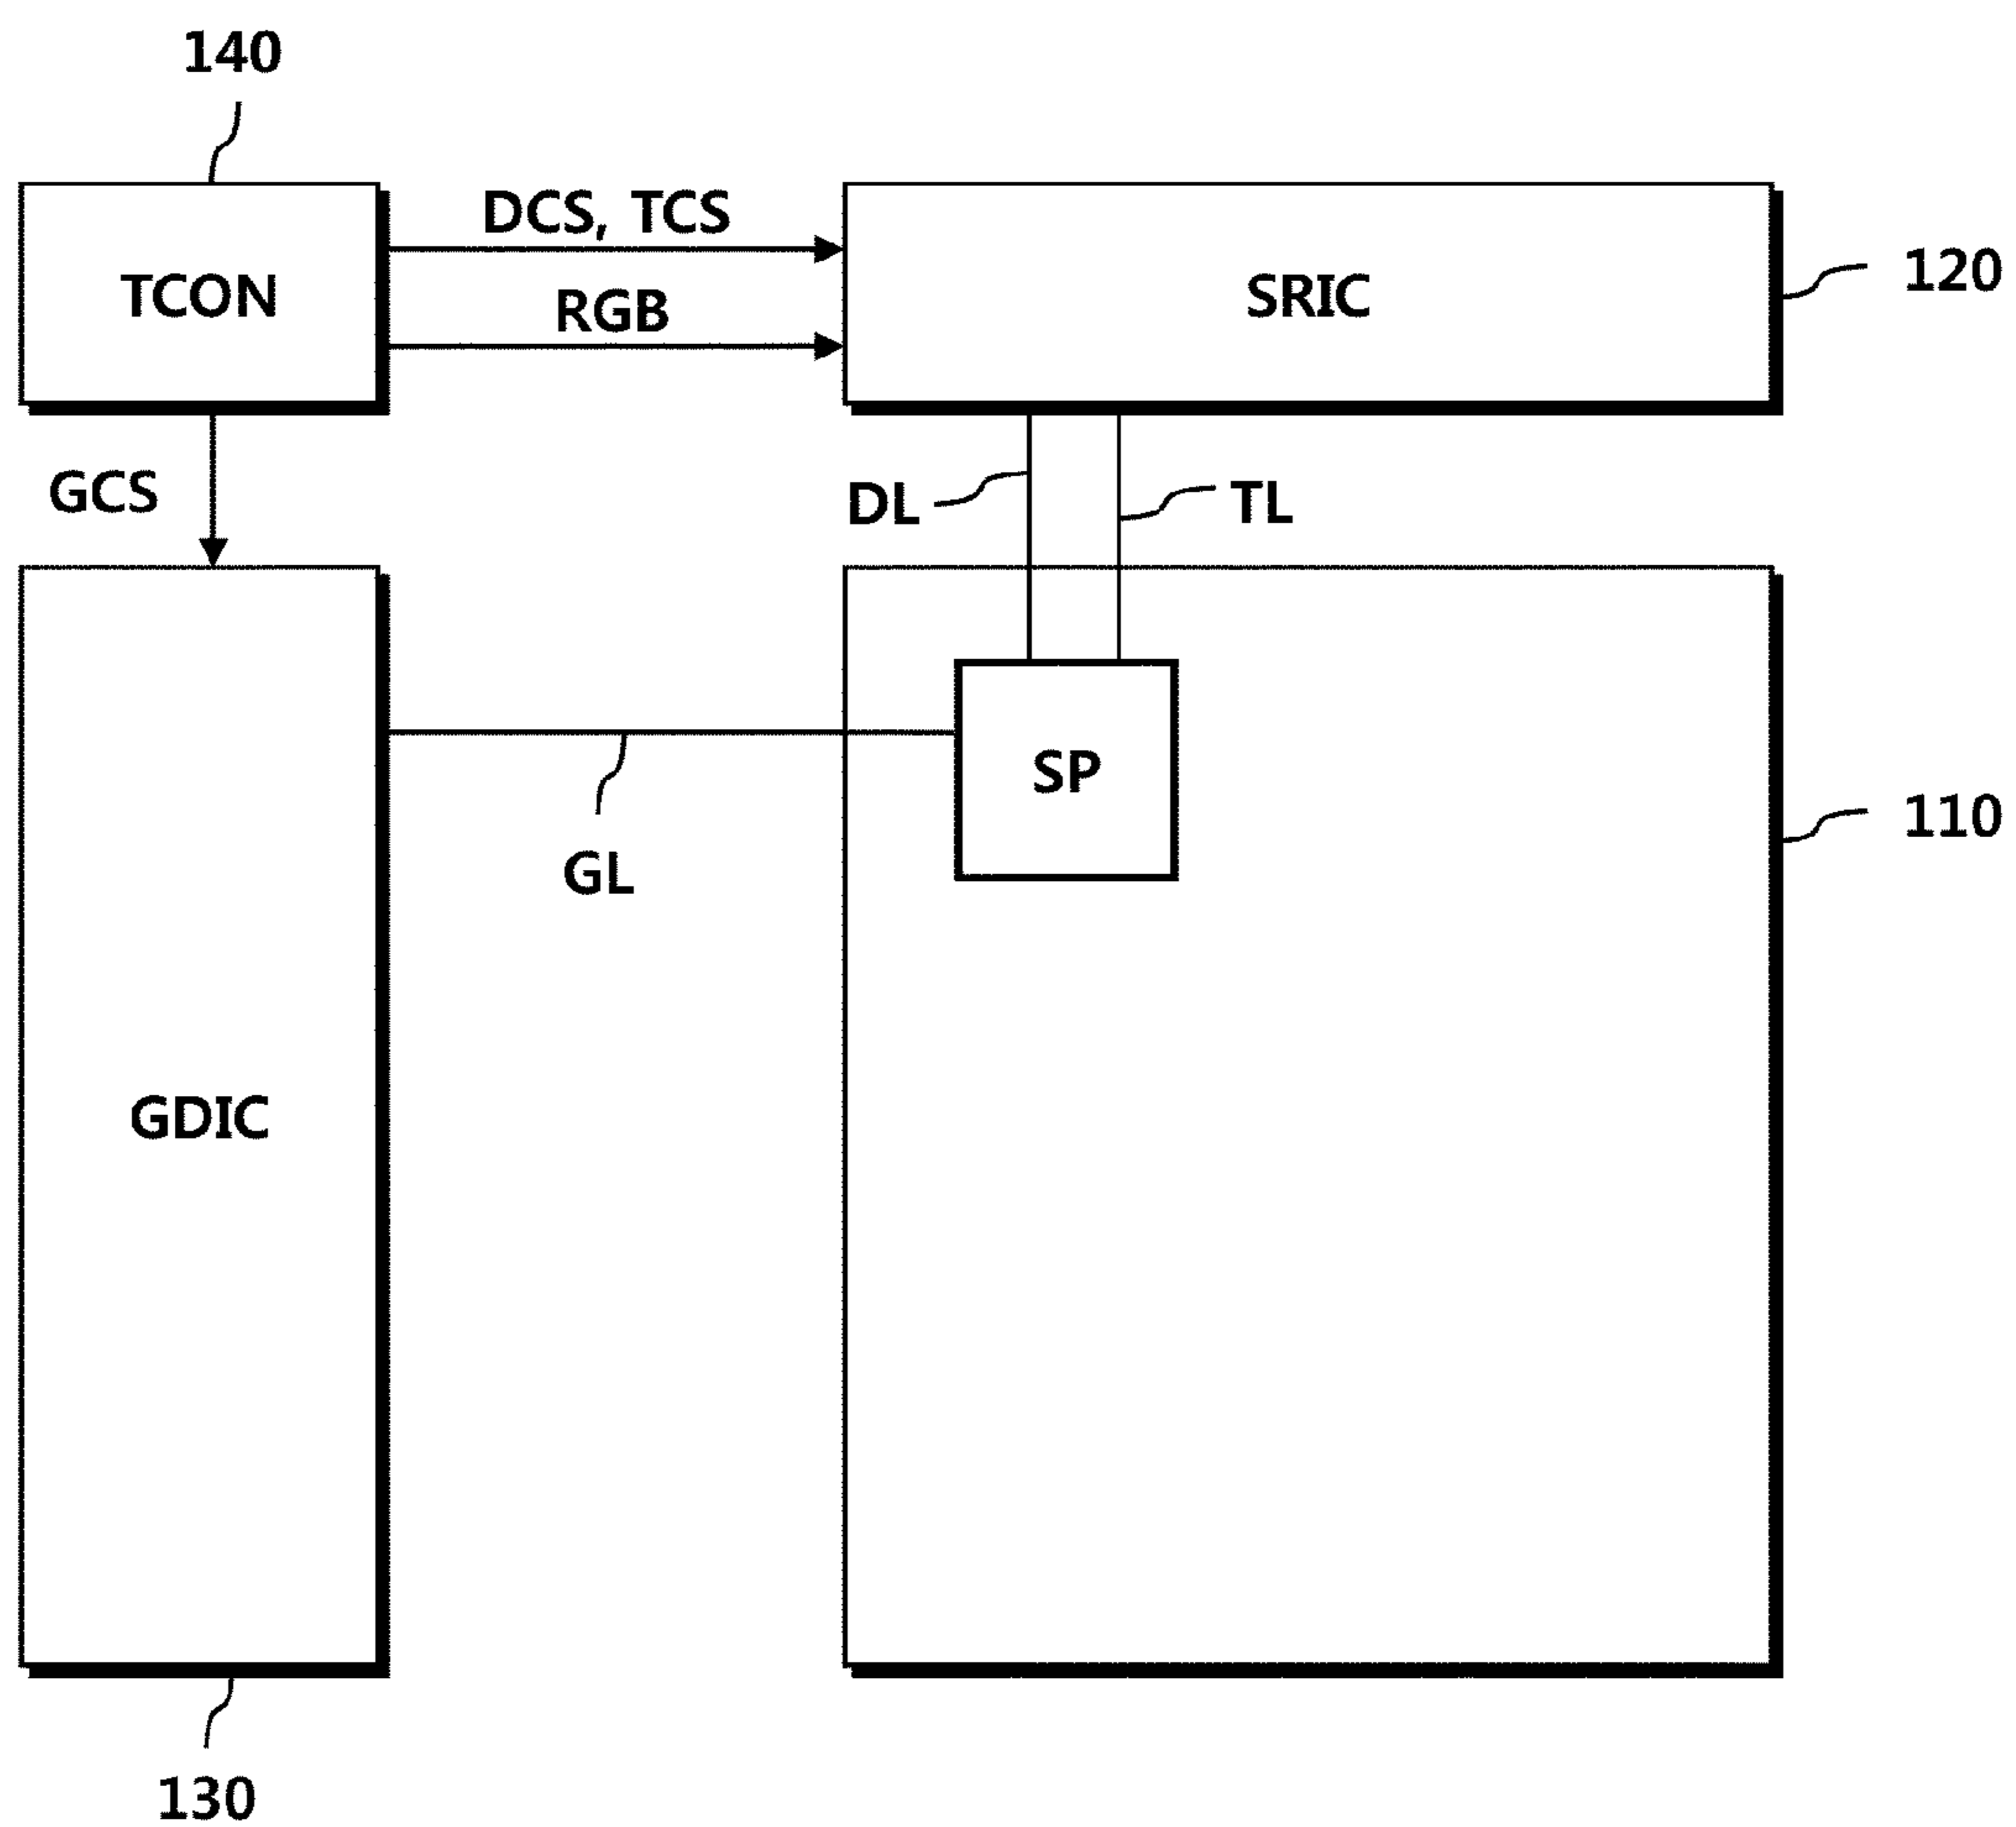 140
DCS, TCS
TCON
RGB
SRIC
120
GCS
DL
TL
SP
110
GL
GDIC
130